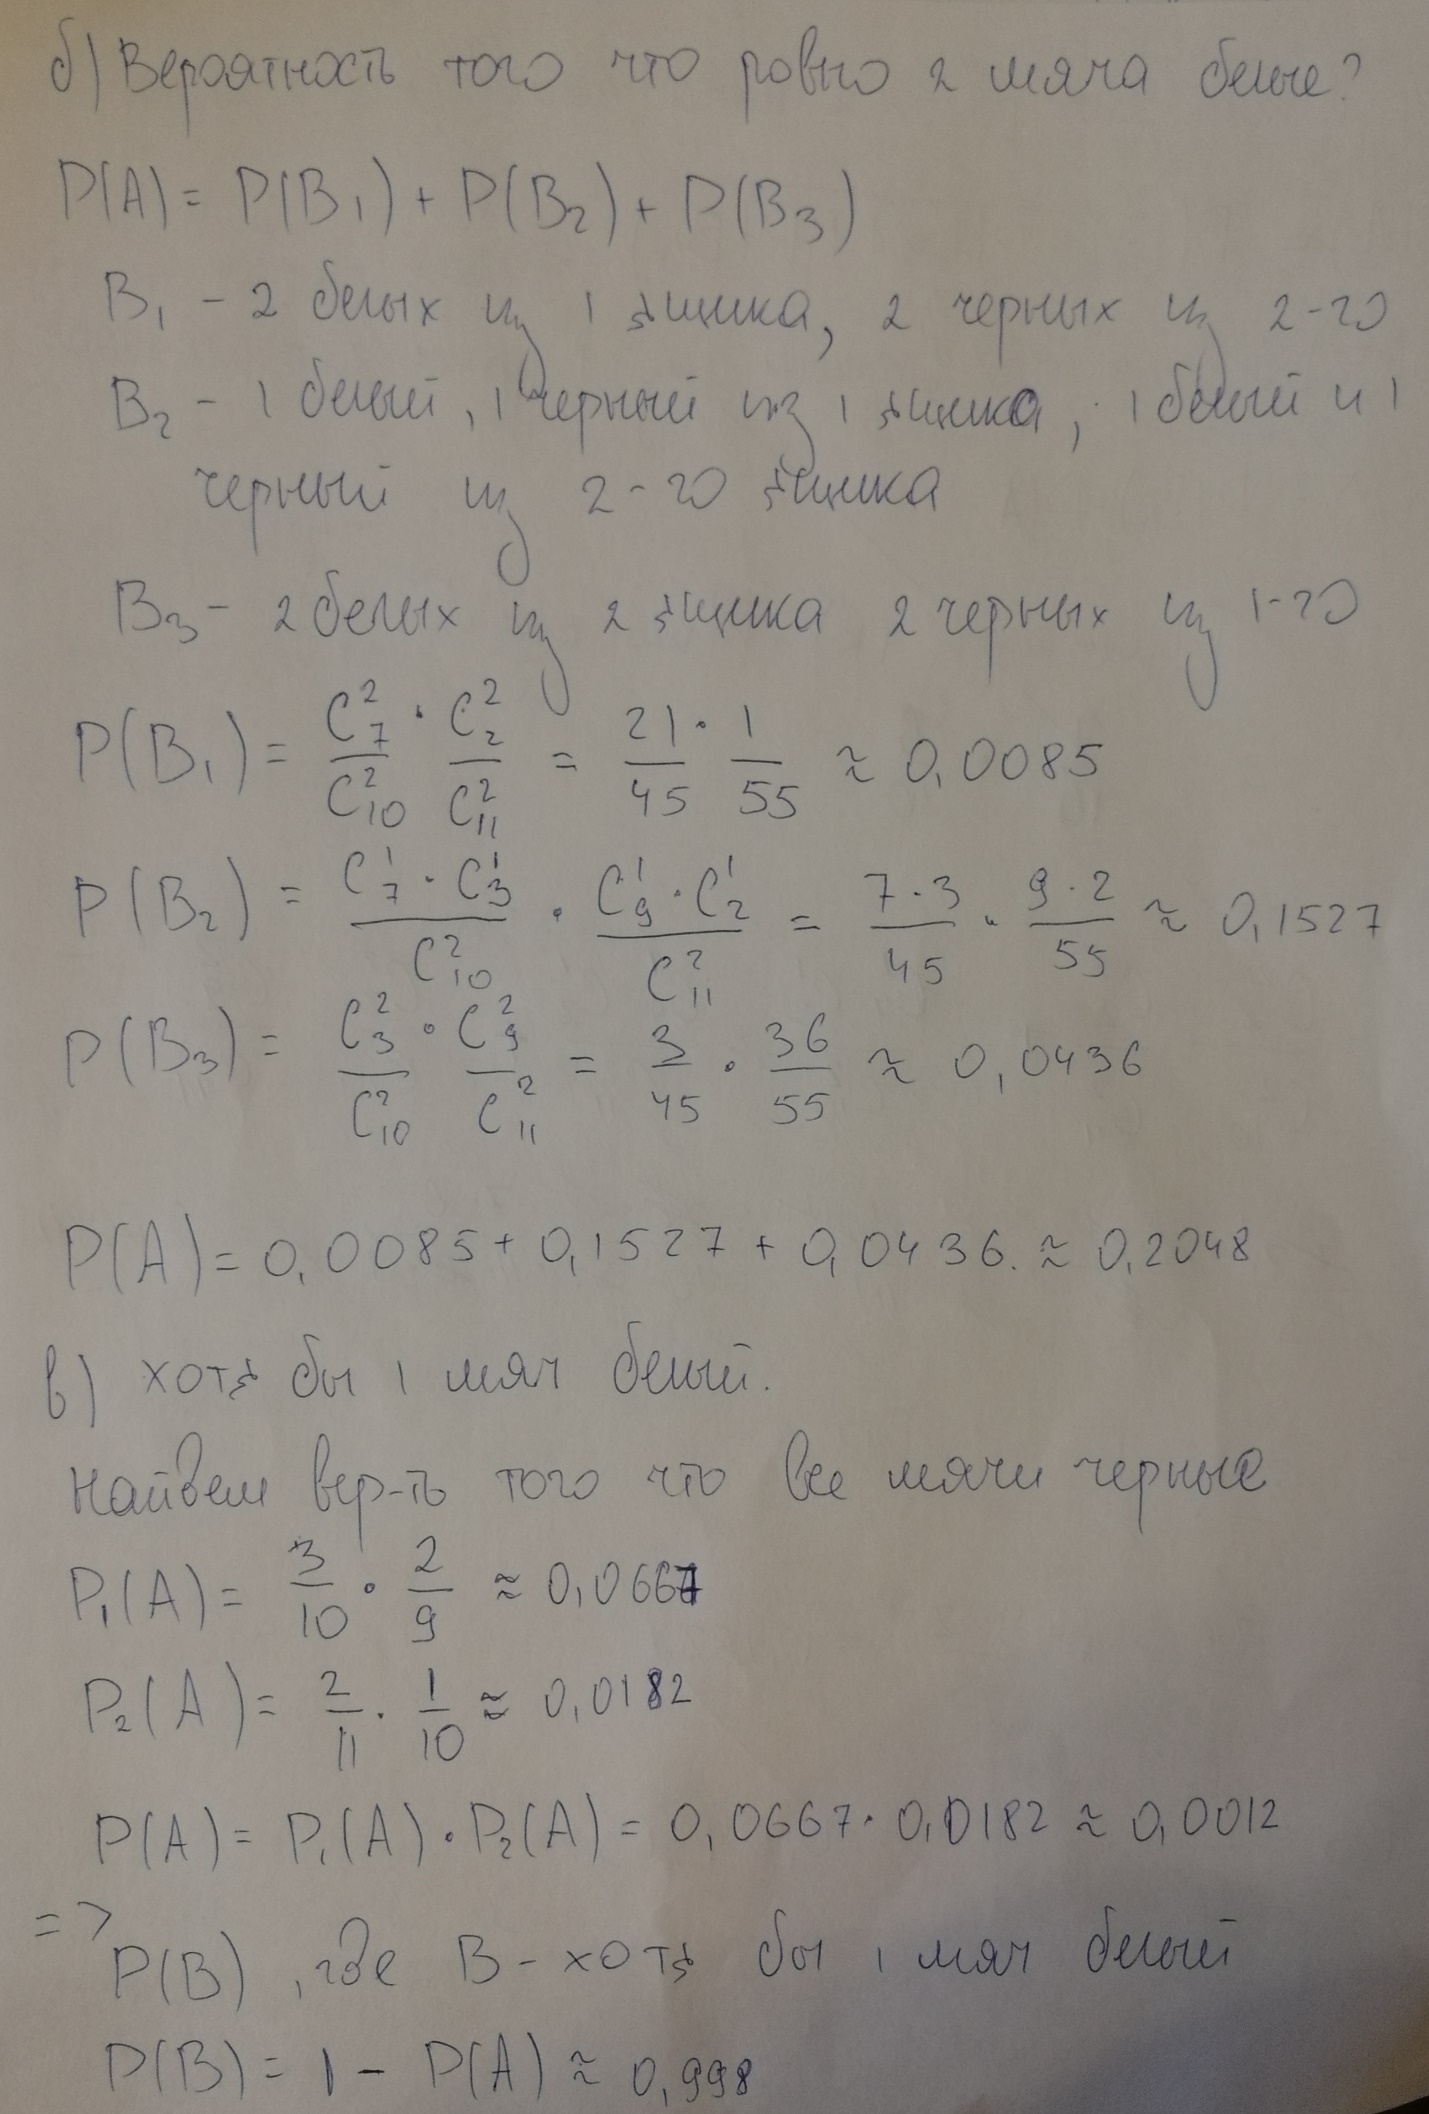 б) Вероятность того что ровно 2 мяча белые?
P(A) = P(B₁) + P(B₂) + P(B₃)
B₁ - 2 белых из 1 ящика, 2 черных из 2-го
B₂ - 1 белый, 1 черный из 1 ящика, 1 белый и 1
черный из 2-го ящика
B₃ - 2 белых из 2 ящика 2 черных из 1-го
P(B₁) = C²₇/C²₁₀ · C²₂/C²₁₁ = 21/45 · 1/55 ≈ 0,0085
P(B₂) = (C¹₇ · C¹₃)/C²₁₀ · (C¹₉ · C¹₂)/C²₁₁ = (7·3)/45 · (9·2)/55 ≈ 0,1527
P(B₃) = C²₃/C²₁₀ · C²₉/C²₁₁ = 3/45 · 36/55 ≈ 0,0436
P(A) = 0,0085 + 0,1527 + 0,0436. ≈ 0,2048
в) хотя бы 1 мяч белый.
найдем вер-ть того что все мячи черные
P₁(A) = 3/10 · 2/9 ≈ 0,0667
P₂(A) = 2/11 · 1/10 ≈ 0,0182
P(A) = P₁(A) · P₂(A) = 0,0667 · 0,0182 ≈ 0,0012
=> P(B), где B - хотя бы 1 мяч белый
P(B) = 1 - P(A) ≈ 0,998